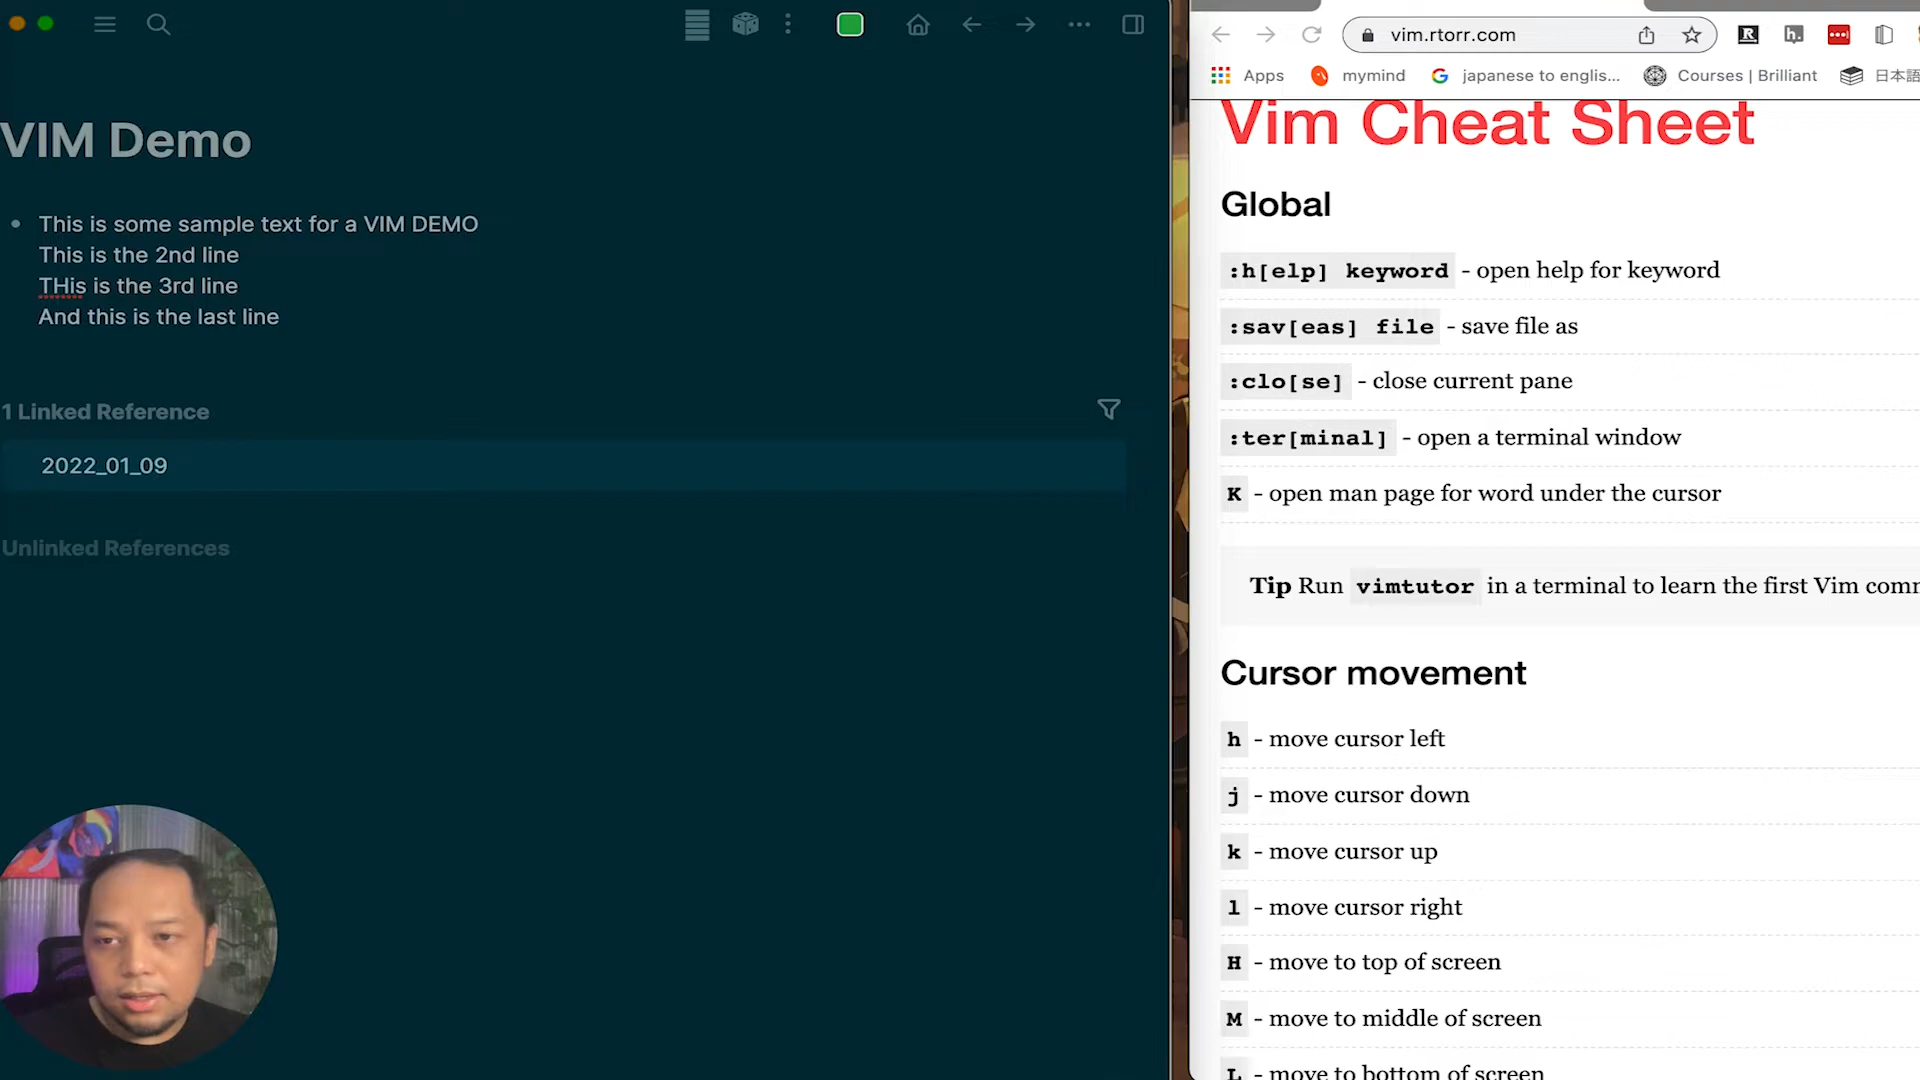 VIM Demo
This is some sample text for a VIM DEMO
This is the 2nd line
THis is the 3rd line
And this is the last line
1 Linked Reference
2022_01_09
Unlinked References
vim.rtorr.com
Apps
mymind
japanese to englis...
Courses | Brilliant
日本語
Vim Cheat Sheet
Global
:h[elp] keyword - open help for keyword
:sav[eas] file - save file as
:clo[se] - close current pane
:ter[minal] - open a terminal window
K - open man page for word under the cursor
Tip Run vimtutor in a terminal to learn the first Vim comm
Cursor movement
h - move cursor left
j - move cursor down
k - move cursor up
l - move cursor right
H - move to top of screen
M - move to middle of screen
L - move to bottom of screen